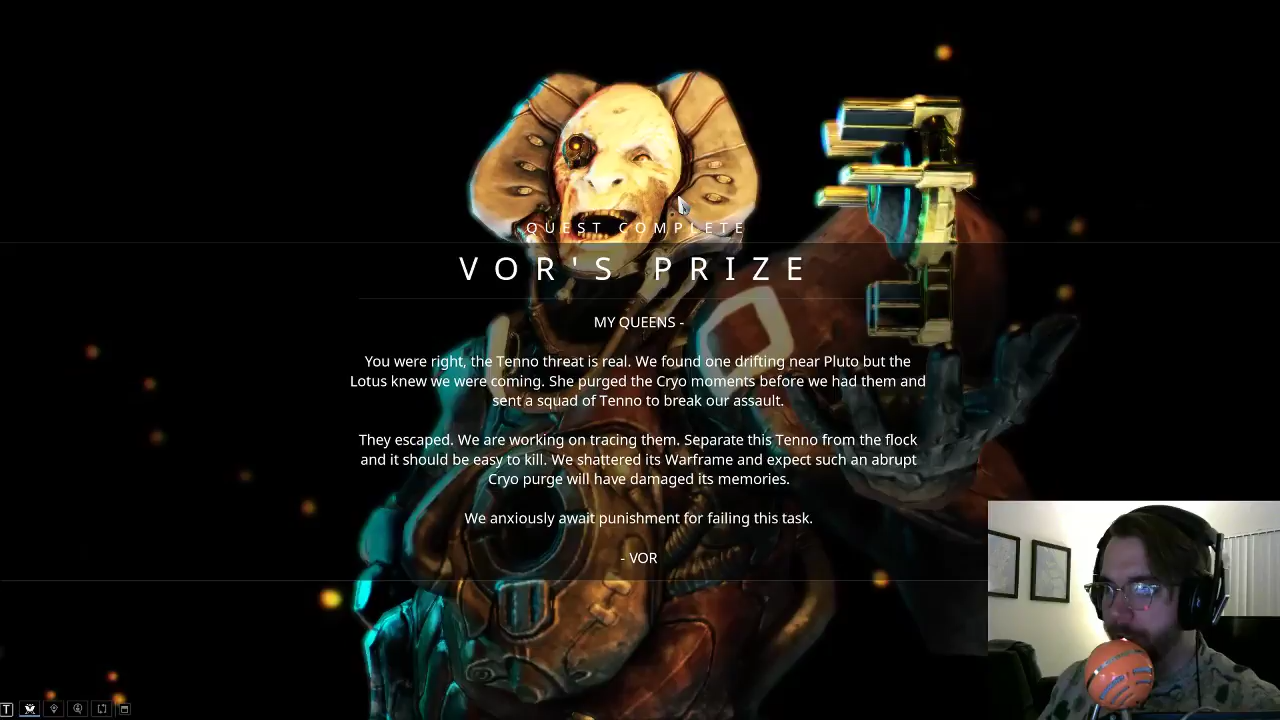 QUEST COMPLETE
VOR'S PRIZE
MY QUEENS -
You were right, the Tenno threat is real. We found one drifting near Pluto but the
Lotus knew we were coming. She purged the Cryo moments before we had them and
sent a squad of Tenno to break our assault.
They escaped. We are working on tracing them. Separate this Tenno from the flock
and it should be easy to kill. We shattered its Warframe and expect such an abrupt
Cryo purge will have damaged its memories.
We anxiously await punishment for failing this task.
- VOR
T